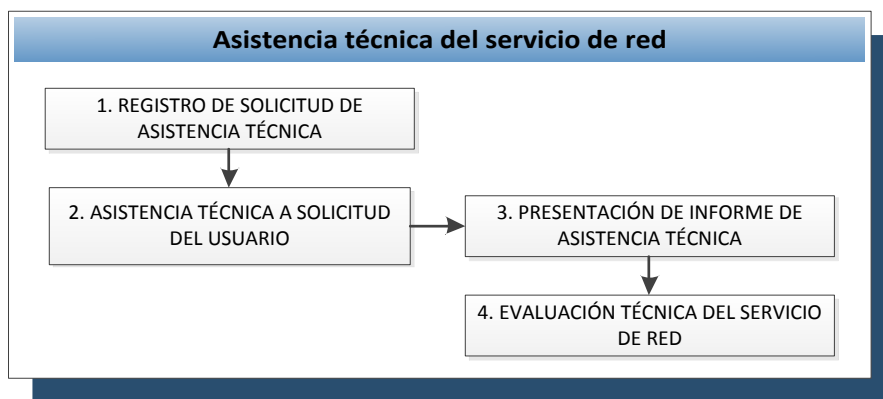 Asistencia técnica del servicio de red
1. REGISTRO DE SOLICITUD DE
ASISTENCIA TÉCNICA
2. ASISTENCIA TÉCNICA A SOLICITUD
DEL USUARIO
3. PRESENTACIÓN DE INFORME DE
ASISTENCIA TÉCNICA
4. EVALUACIÓN TÉCNICA DEL SERVICIO
DE RED